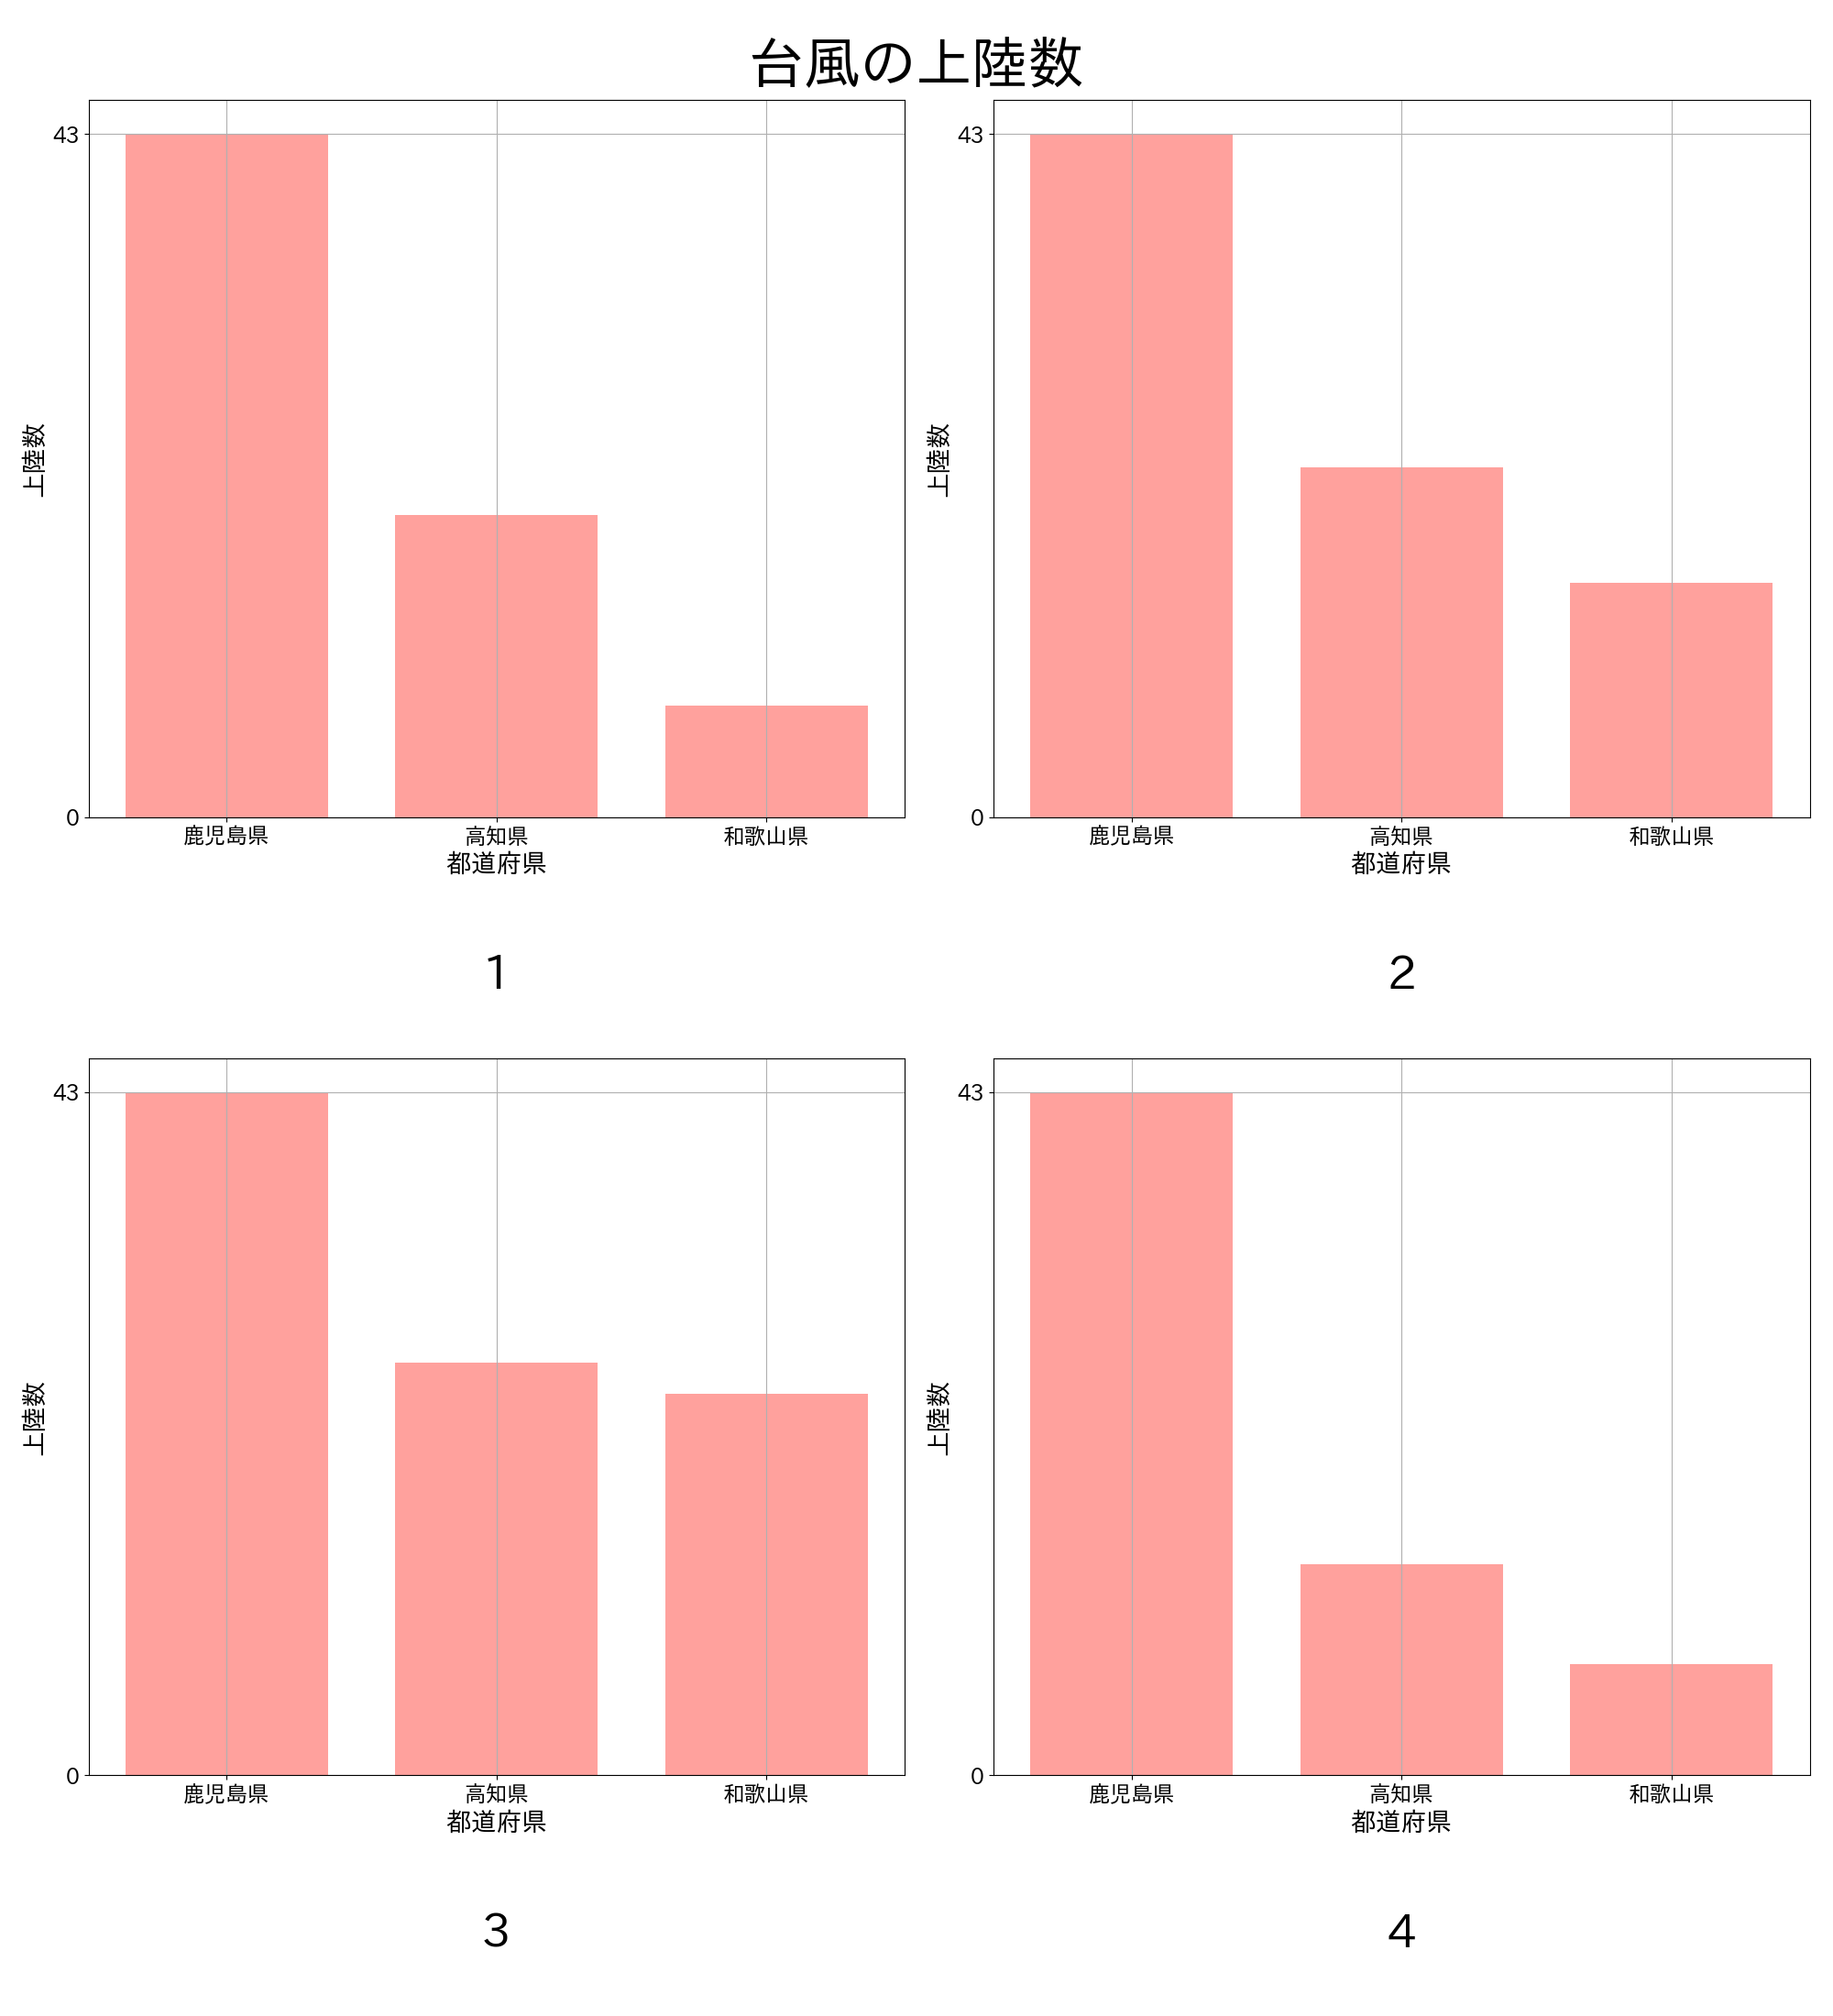 台風の上陸数
43
0
上陸数
鹿児島県 高知県 和歌山県
都道府県
1
43
0
上陸数
鹿児島県 高知県 和歌山県
都道府県
2
43
0
上陸数
鹿児島県 高知県 和歌山県
都道府県
3
43
0
上陸数
鹿児島県 高知県 和歌山県
都道府県
4